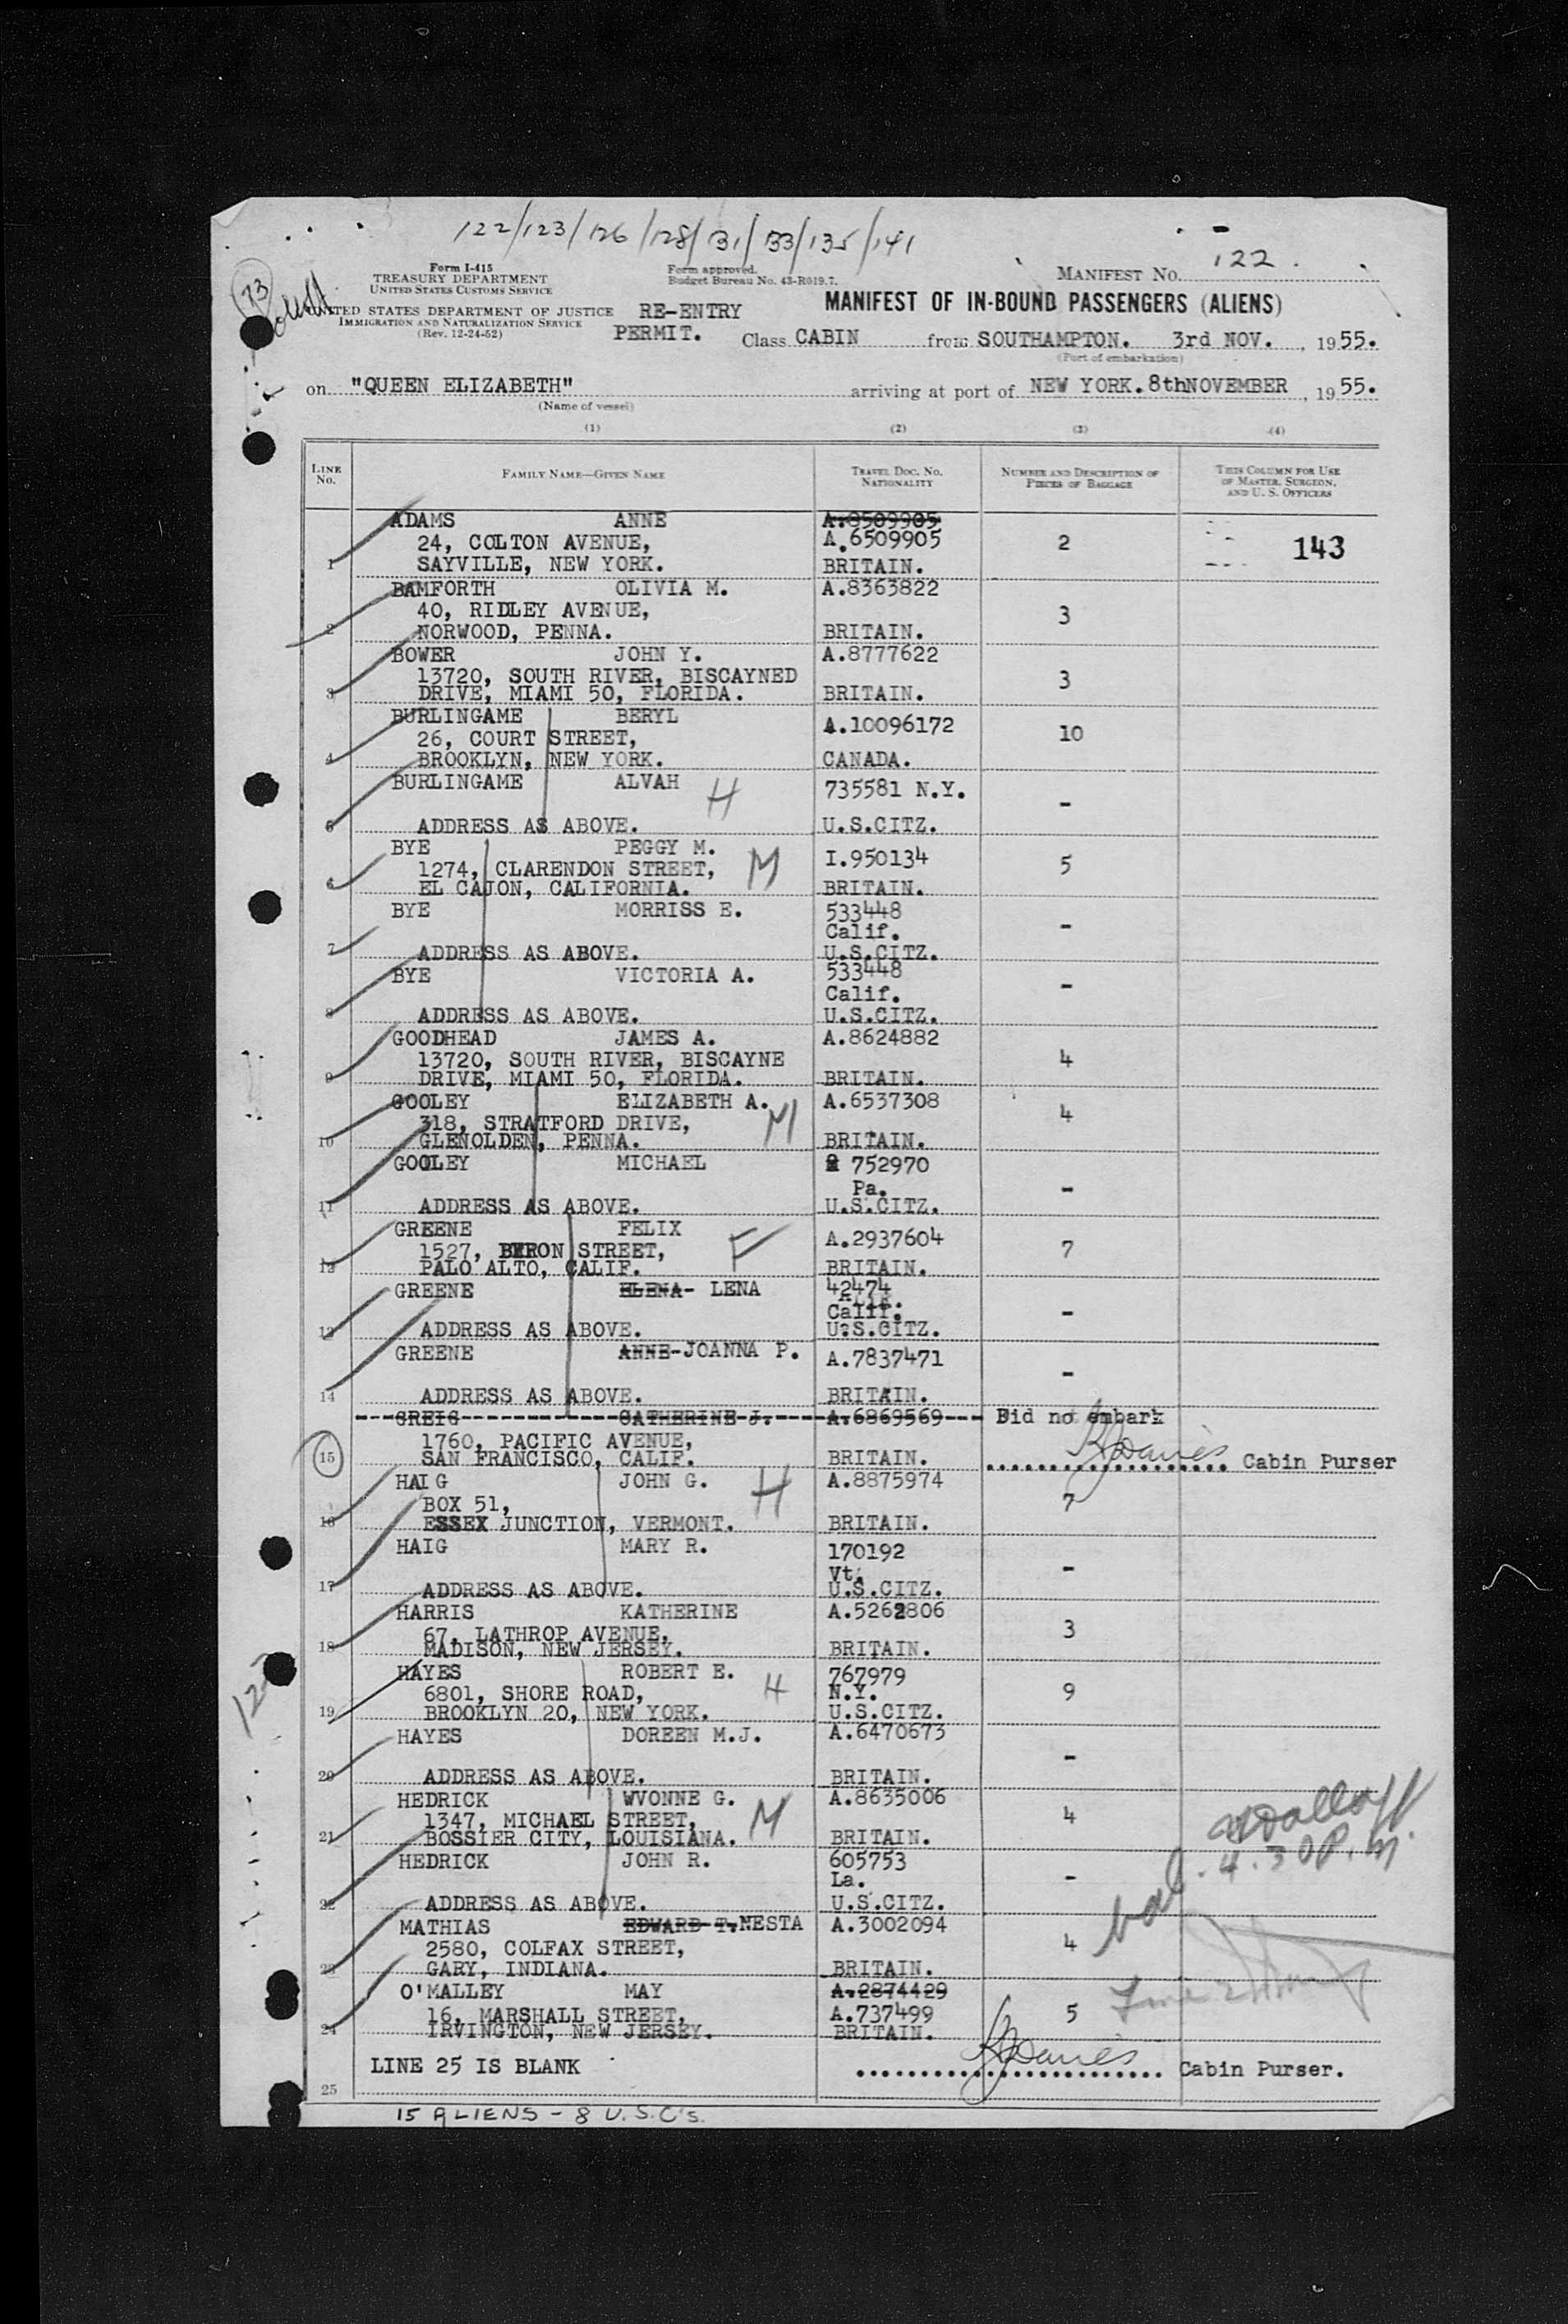 122/123/126/128/131/133/135/141
73
Form I-415
TREASURY DEPARTMENT
UNITED STATES CUSTOMS SERVICE
Form approved.
Budget Bureau No. 43-R019.7.
MANIFEST NO. 122.
TED STATES DEPARTMENT OF JUSTICE
IMMIGRATION AND NATURALIZATION SERVICE
(Rev. 12-24-52)
RE-ENTRY
PERMIT.
MANIFEST OF IN-BOUND PASSENGERS (ALIENS)
Class CABIN from SOUTHAMPTON. 3rd NOV., 1955.
(Port of embarkation)
on "QUEEN ELIZABETH" arriving at port of NEW YORK. 8thNOVEMBER, 1955.
(Name of vessel)
(1) (2) (3) (4)
LINE NO. FAMILY NAME—GIVEN NAME TRAVEL DOC. NO. NATIONALITY NUMBER AND DESCRIPTION OF PIECES OF BAGGAGE THIS COLUMN FOR USE OF MASTER, SURGEON, AND U. S. OFFICERS
ADAMS ANNE A.8509905
24, COLTON AVENUE, A.6509905 2 143
1 SAYVILLE, NEW YORK. BRITAIN.
BAMFORTH OLIVIA M. A.8363822
40, RIDLEY AVENUE, 3
2 NORWOOD, PENNA. BRITAIN.
BOWER JOHN Y. A.8777622
13720, SOUTH RIVER, BISCAYNED 3
3 DRIVE, MIAMI 50, FLORIDA. BRITAIN.
BURLINGAME BERYL A.10096172
26, COURT STREET, 10
4 BROOKLYN, NEW YORK. CANADA.
BURLINGAME ALVAH H 735581 N.Y.
-
5 ADDRESS AS ABOVE. U.S.CITZ.
BYE PEGGY M. M I.950134
1274, CLARENDON STREET, 5
6 EL CAJON, CALIFORNIA. BRITAIN.
BYE MORRISS E. 533448
Calif. -
7 ADDRESS AS ABOVE. U.S.CITZ.
BYE VICTORIA A. 533448
Calif. -
8 ADDRESS AS ABOVE. U.S.CITZ.
GOODHEAD JAMES A. A.8624882
13720, SOUTH RIVER, BISCAYNE 4
9 DRIVE, MIAMI 50, FLORIDA. BRITAIN.
GOOLEY ELIZABETH A. M A.6537308
318, STRATFORD DRIVE, 4
10 GLENOLDEN, PENNA. BRITAIN.
GOOLEY MICHAEL 752970
Pa. -
11 ADDRESS AS ABOVE. U.S.CITZ.
GREENE FELIX F A.2937604
1527, BYRON STREET, 7
12 PALO ALTO, CALIF. BRITAIN.
GREENE ELENA- LENA 42474
Calif. -
13 ADDRESS AS ABOVE. U.S.CITZ.
GREENE ANNE-JOANNA P. A.7837471
-
14 ADDRESS AS ABOVE. BRITAIN.
GREIG CATHERINE J. A.6869569 Did not embark
1760, PACIFIC AVENUE,
15 SAN FRANCISCO, CALIF. BRITAIN. Davies Cabin Purser
HAIG JOHN G. H A.8875974
BOX 51, 7
16 ESSEX JUNCTION, VERMONT. BRITAIN.
HAIG MARY R. 170192
Vt. -
17 ADDRESS AS ABOVE. U.S.CITZ.
HARRIS KATHERINE A.5262806
67, LATHROP AVENUE, 3
18 MADISON, NEW JERSEY. BRITAIN.
HAYES ROBERT E. H 767979
6801, SHORE ROAD, N.Y. 9
19 BROOKLYN 20, NEW YORK. U.S.CITZ.
HAYES DOREEN M.J. A.6470673
-
20 ADDRESS AS ABOVE. BRITAIN.
HEDRICK WVONNE G. M A.8635006
1347, MICHAEL STREET, 4
21 BOSSIER CITY, LOUISIANA. BRITAIN.
HEDRICK JOHN R. 605753
La. -
22 ADDRESS AS ABOVE. U.S.CITZ.
4.30P.M.
MATHIAS EDWARD T.NESTA A.3002094
2580, COLFAX STREET, 4
23 GARY, INDIANA. BRITAIN.
O'MALLEY MAY A.2874429
16, MARSHALL STREET, A.737499 5
24 IRVINGTON, NEW JERSEY. BRITAIN.
LINE 25 IS BLANK Davies Cabin Purser.
25
15 ALIENS - 8 U.S.C's.